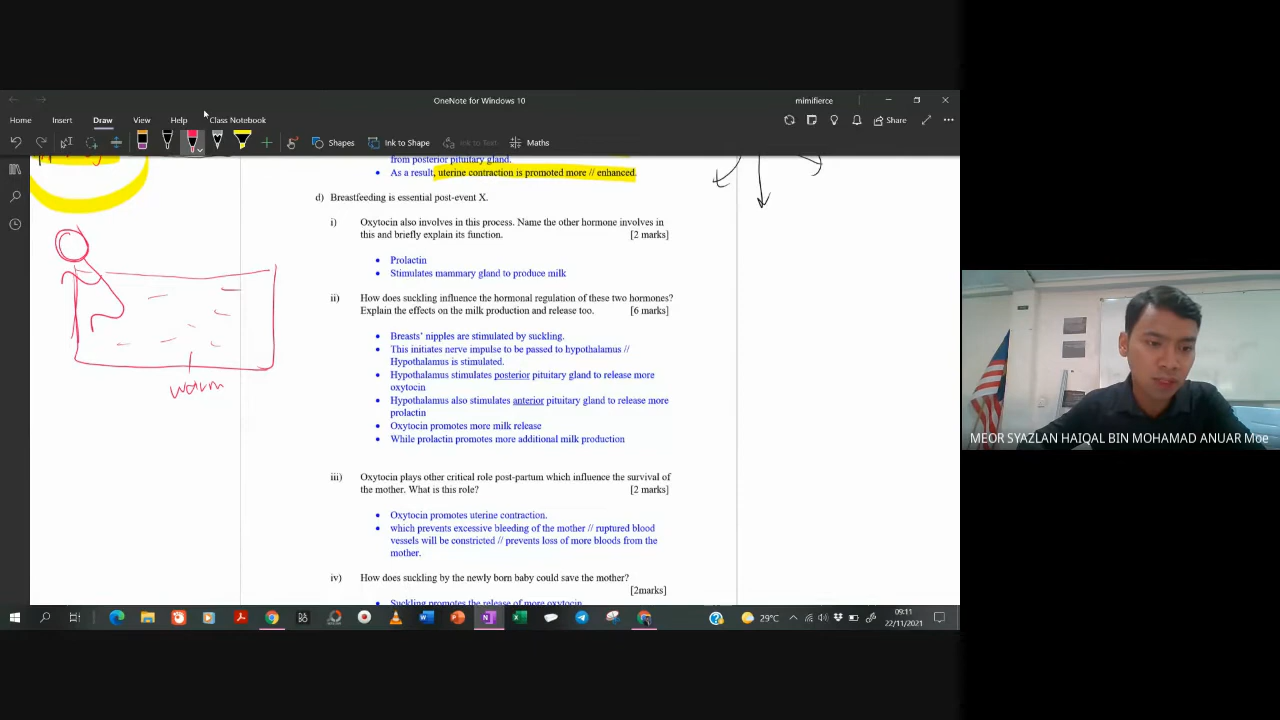 OneNote for Windows 10
mimifierce
Home Insert Draw View Help Class Notebook
Share
Shapes Ink to Shape Ink to Text Maths
from posterior pituitary gland.
• As a result, uterine contraction is promoted more // enhanced.
d) Breastfeeding is essential post-event X.
i) Oxytocin also involves in this process. Name the other hormone involves in
this and briefly explain its function. [2 marks]
• Prolactin
• Stimulates mammary gland to produce milk
ii) How does suckling influence the hormonal regulation of these two hormones?
Explain the effects on the milk production and release too. [6 marks]
• Breasts' nipples are stimulated by suckling.
• This initiates nerve impulse to be passed to hypothalamus //
Hypothalamus is stimulated.
• Hypothalamus stimulates posterior pituitary gland to release more
oxytocin
• Hypothalamus also stimulates anterior pituitary gland to release more
prolactin
• Oxytocin promotes more milk release
• While prolactin promotes more additional milk production
warm
iii) Oxytocin plays other critical role post-partum which influence the survival of
the mother. What is this role? [2 marks]
• Oxytocin promotes uterine contraction.
• which prevents excessive bleeding of the mother // ruptured blood
vessels will be constricted // prevents loss of more bloods from the
mother.
iv) How does suckling by the newly born baby could save the mother?
[2marks]
• Suckling promotes the release of more oxytocin
MEOR SYAZLAN HAIQAL BIN MOHAMAD ANUAR Moe
29°C
09:11
22/11/2021